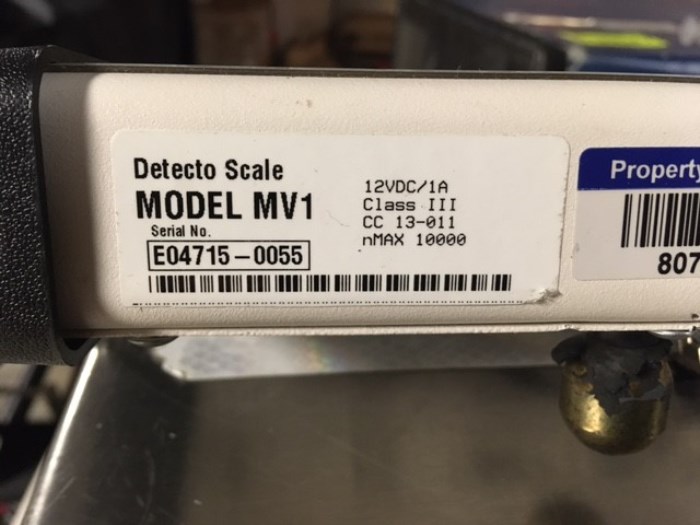 Detecto Scale
MODEL MV1
Serial No.
E04715-0055
12VDC/1A
Class III
CC 13-011
nMAX 10000
Property
807